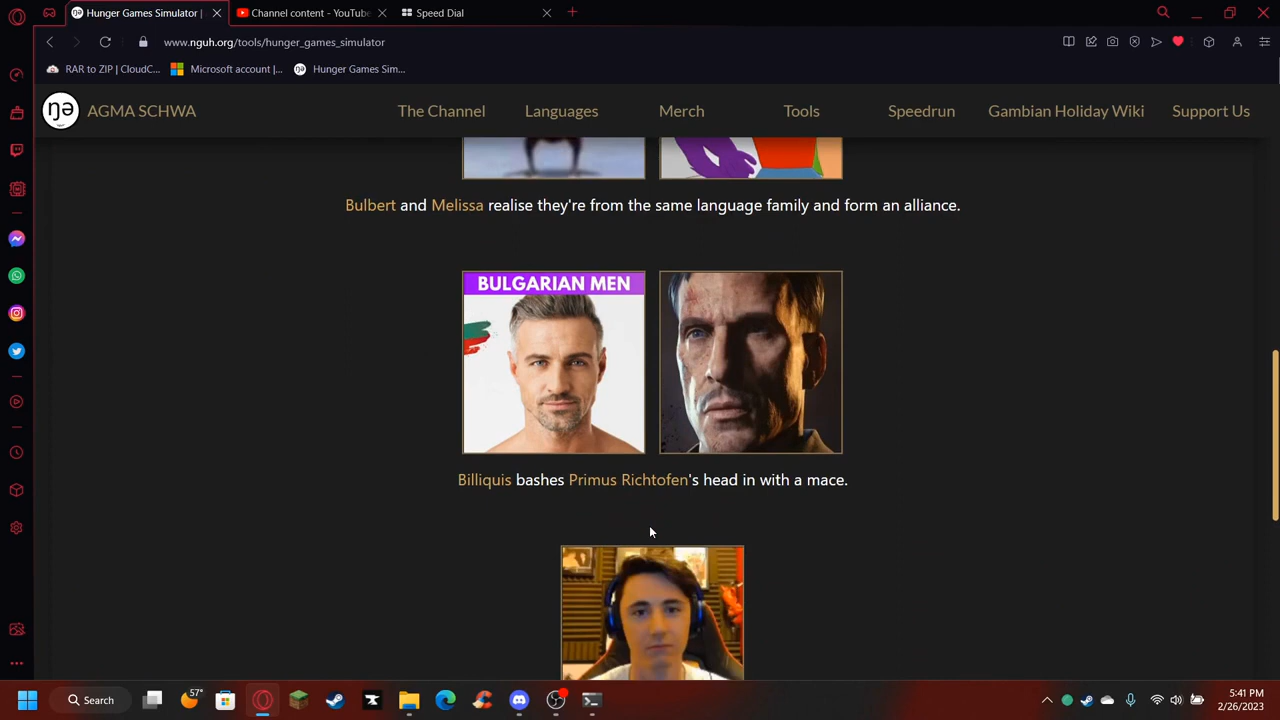 Hunger Games Simulator |
Channel content - YouTube
Speed Dial
www.nguh.org/tools/hunger_games_simulator
RAR to ZIP | CloudC...
Microsoft account |...
Hunger Games Sim...
ŋə
AGMA SCHWA
The Channel
Languages
Merch
Tools
Speedrun
Gambian Holiday Wiki
Support Us
Bulbert and Melissa realise they're from the same language family and form an alliance.
BULGARIAN MEN
Billiquis bashes Primus Richtofen's head in with a mace.
Search
57°
5:41 PM
2/26/2023